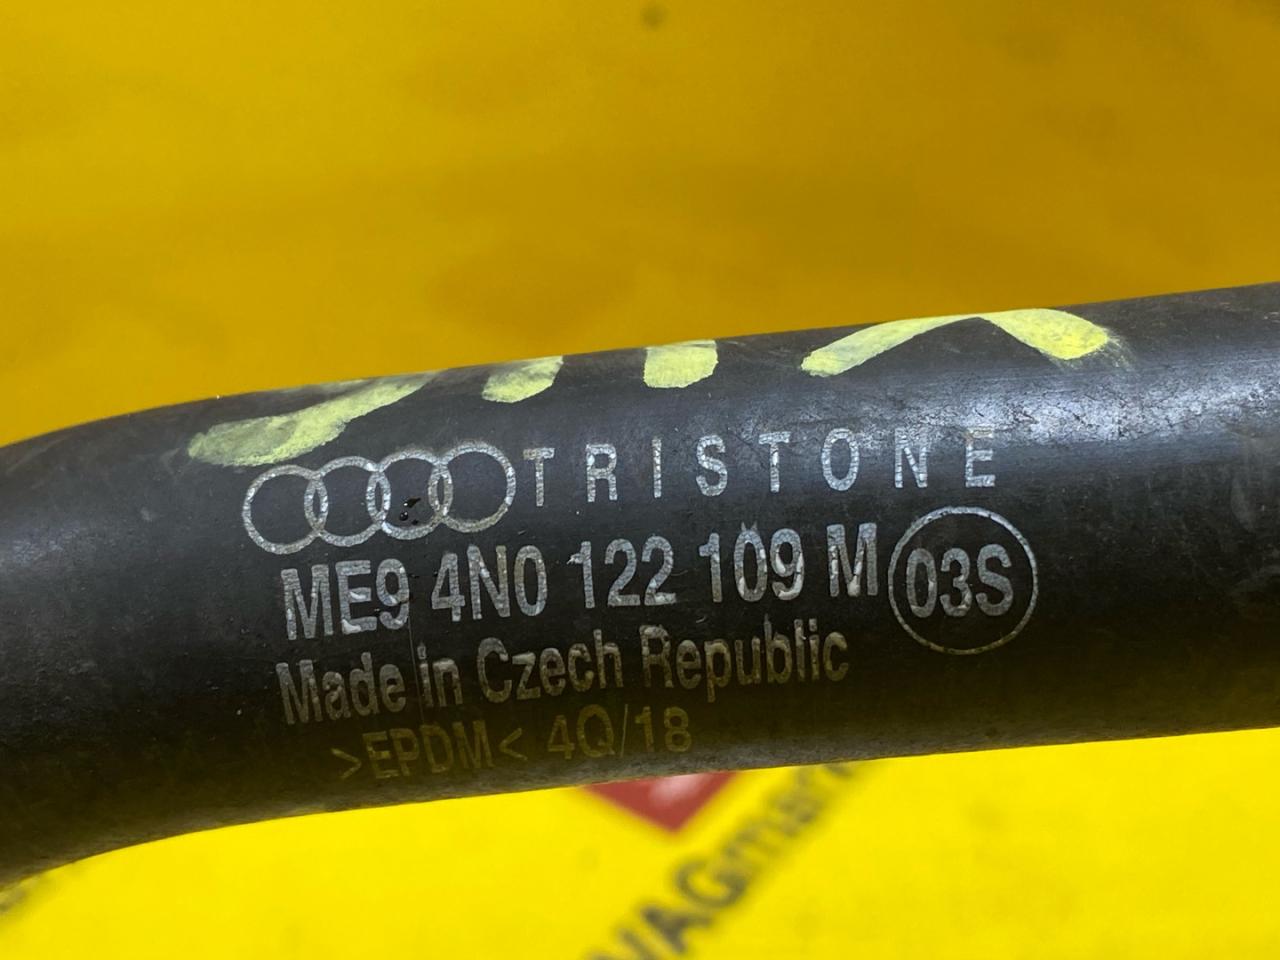 TRISTONE
ME9 4N0 122 109 M 03S
Made in Czech Republic
>EPDM< 4Q/18